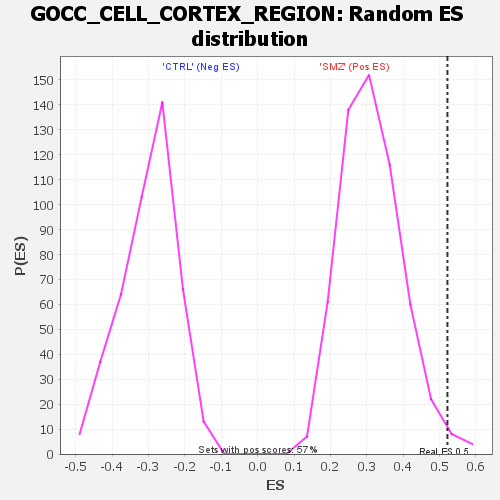 GOCC_CELL_CORTEX_REGION: Random ES
distribution
'CTRL' (Neg ES)
'SMZ' (Pos ES)
150
140
130
120
110
100
90
80
70
60
50
40
30
20
10
0
P(ES)
Sets with pos scores: 57%
Real ES 0.5
-0.5 -0.4 -0.3 -0.2 -0.1 0.0 0.1 0.2 0.3 0.4 0.5 0.6
ES